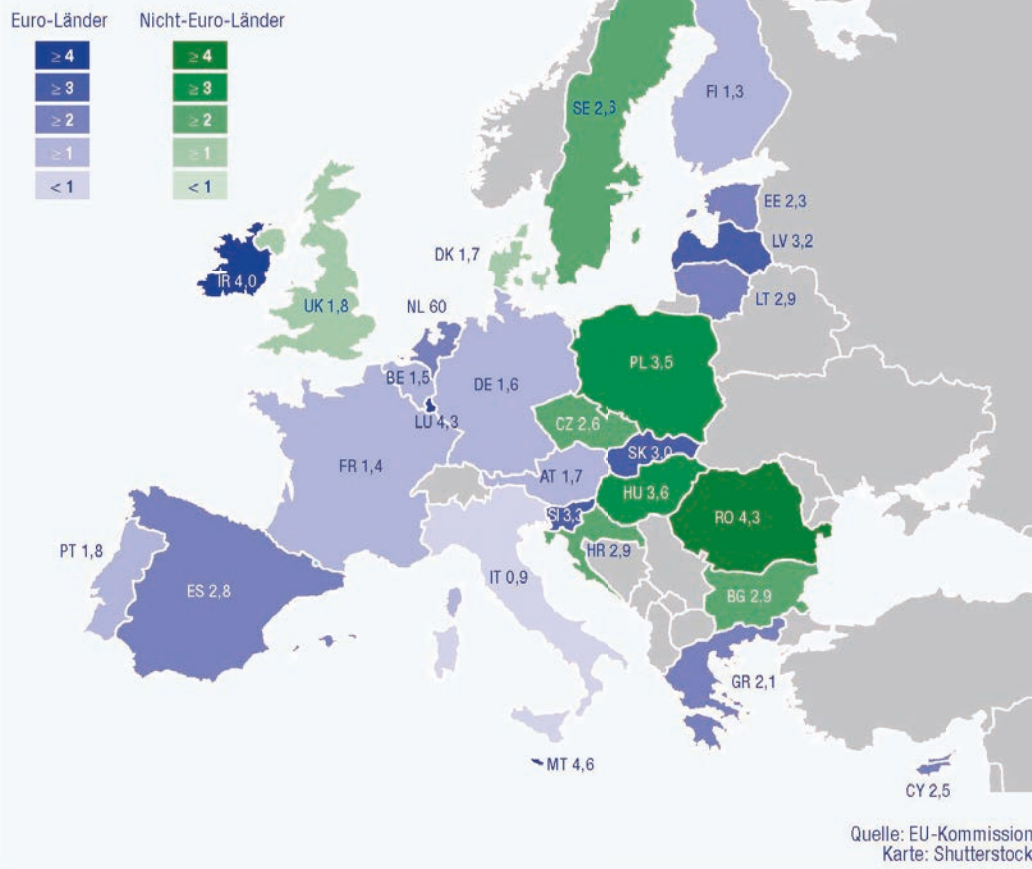 Euro-Länder
Nicht-Euro-Länder
≥ 4
≥ 4
≥ 3
≥ 3
≥ 2
≥ 2
≥ 1
≥ 1
< 1
< 1
FI 1,3
SE 2,6
EE 2,3
LV 3,2
DK 1,7
IR 4,0
LT 2,9
UK 1,8
NL 60
PL 3,5
BE 1,5
DE 1,6
LU 4,3
CZ 2,6
SK 3,0
FR 1,4
AT 1,7
HU 3,6
SI 3,3
RO 4,3
PT 1,8
HR 2,9
IT 0,9
ES 2,8
BG 2,9
GR 2,1
MT 4,6
CY 2,5
Quelle: EU-Kommission
Karte: Shutterstock